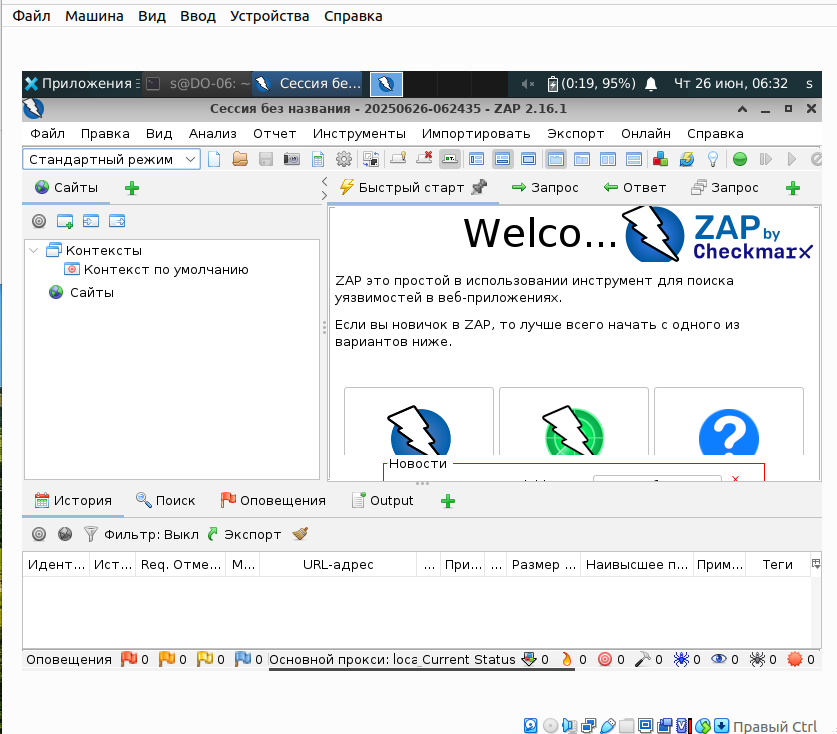 Файл Машина Вид Ввод Устройства Справка
Приложения s@DO-06: ~ Сессия бе... (0:19, 95%) Чт 26 июн, 06:32 s
Сессия без названия - 20250626-062435 - ZAP 2.16.1
Файл Правка Вид Анализ Отчет Инструменты Импортировать Экспорт Онлайн Справка
Стандартный режим
Сайты
Быстрый старт Запрос Ответ Запрос
Контексты
Контекст по умолчанию
Сайты
Welco... ZAP by
Checkmarx
ZAP это простой в использовании инструмент для поиска
уязвимостей в веб-приложениях.
Если вы новичок в ZAP, то лучше всего начать с одного из
вариантов ниже.
Новости
История Поиск Оповещения Output
Фильтр: Выкл Экспорт
Идент... Ист... Req. Отме... М... URL-адрес ... При... ... Размер ... Наивысшее п... Прим... Теги
Оповещения 0 0 0 0 Основной прокси: loca Current Status 0 0 0 0 0 0 0 0
Правый Ctrl